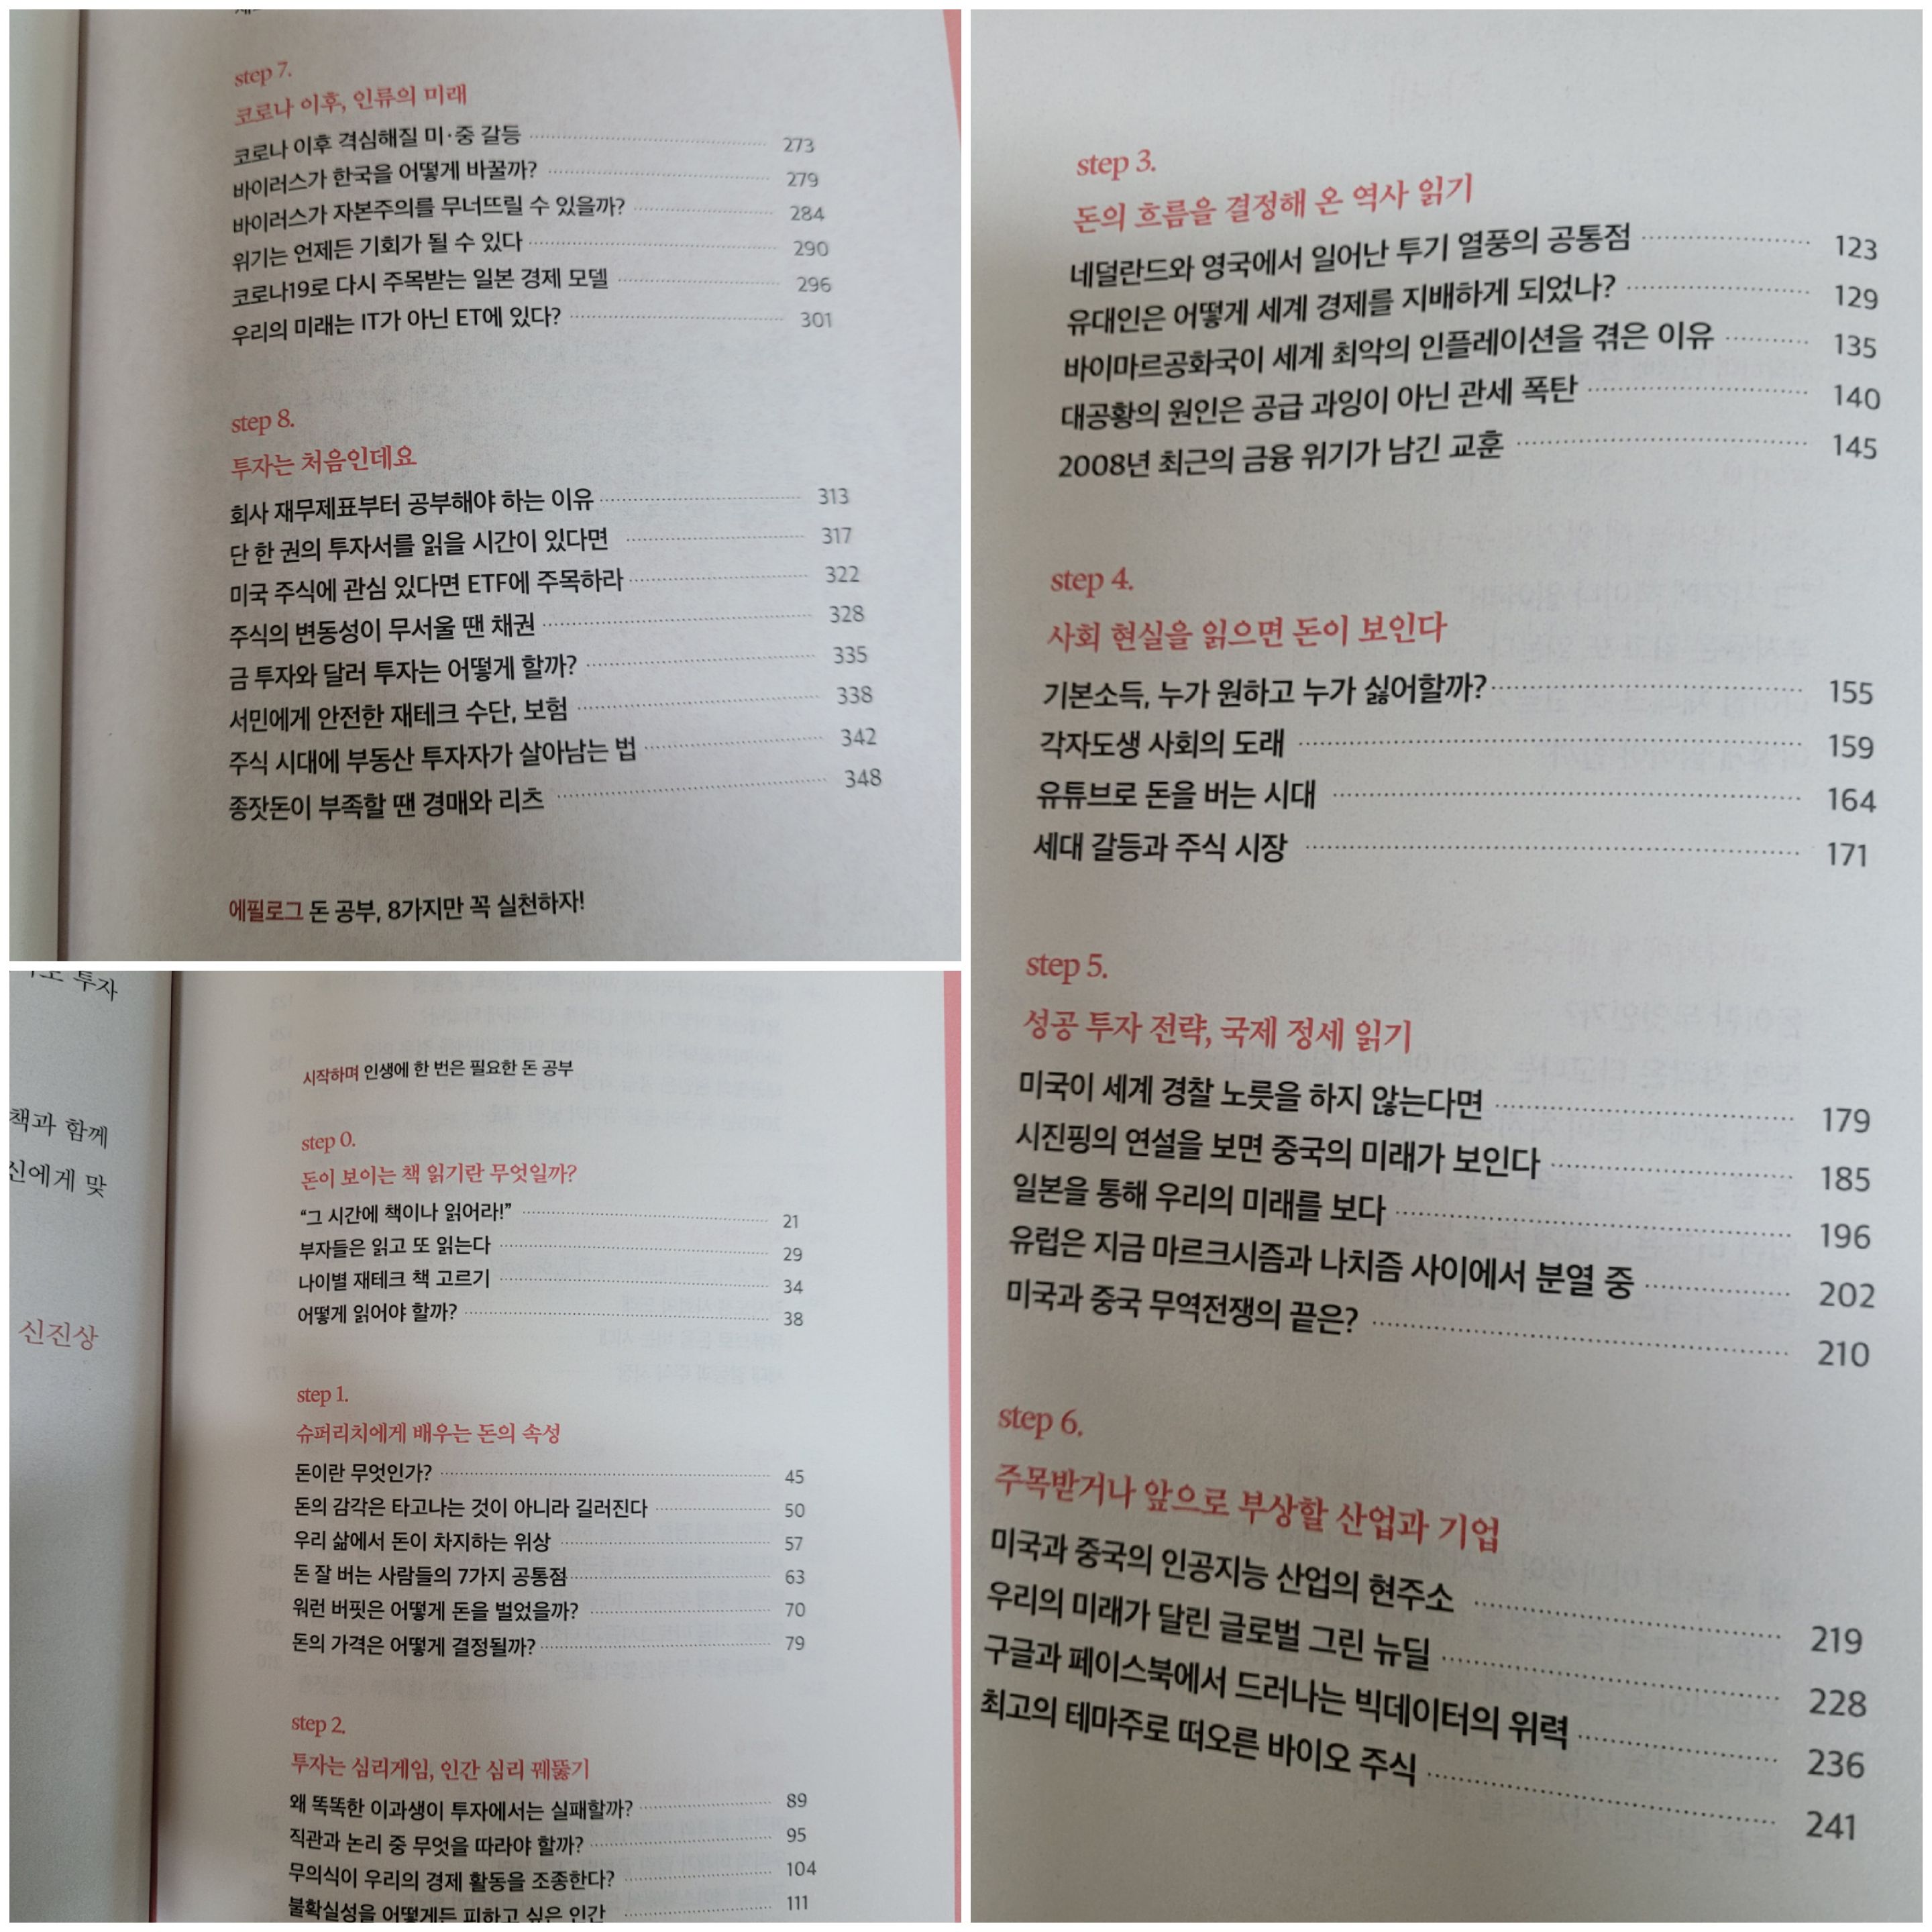 step 7.
코로나 이후, 인류의 미래
코로나 이후 격심해질 미·중 갈등 273
바이러스가 한국을 어떻게 바꿀까? 279
바이러스가 자본주의를 무너뜨릴 수 있을까? 284
위기는 언제든 기회가 될 수 있다 290
코로나19로 다시 주목받는 일본 경제 모델 296
우리의 미래는 IT가 아닌 ET에 있다? 301
step 8.
투자는 처음인데요
회사 재무제표부터 공부해야 하는 이유 313
단 한 권의 투자서를 읽을 시간이 있다면 317
미국 주식에 관심 있다면 ETF에 주목하라 322
주식의 변동성이 무서울 땐 채권 328
금 투자와 달러 투자는 어떻게 할까? 335
서민에게 안전한 재테크 수단, 보험 338
주식 시대에 부동산 투자자가 살아남는 법 342
종잣돈이 부족할 땐 경매와 리츠 348
에필로그 돈 공부, 8가지만 꼭 실천하자!
투자
책과 함께
신에게 맞
신진상
시작하며 인생에 한 번은 필요한 돈 공부
step 0.
돈이 보이는 책 읽기란 무엇일까?
“그 시간에 책이나 읽어라!” 21
부자들은 읽고 또 읽는다 29
나이별 재테크 책 고르기 34
어떻게 읽어야 할까? 38
step 1.
슈퍼리치에게 배우는 돈의 속성
돈이란 무엇인가? 45
돈의 감각은 타고나는 것이 아니라 길러진다 50
우리 삶에서 돈이 차지하는 위상 57
돈 잘 버는 사람들의 7가지 공통점 63
워런 버핏은 어떻게 돈을 벌었을까? 70
돈의 가격은 어떻게 결정될까? 79
step 2.
투자는 심리게임, 인간 심리 꿰뚫기
왜 똑똑한 이과생이 투자에서는 실패할까? 89
직관과 논리 중 무엇을 따라야 할까? 95
무의식이 우리의 경제 활동을 조종한다? 104
불확실성을 어떻게든 피하고 싶은 인간 111
step 3.
돈의 흐름을 결정해 온 역사 읽기
네덜란드와 영국에서 일어난 투기 열풍의 공통점 123
유대인은 어떻게 세계 경제를 지배하게 되었나? 129
바이마르공화국이 세계 최악의 인플레이션을 겪은 이유 135
대공황의 원인은 공급 과잉이 아닌 관세 폭탄 140
2008년 최근의 금융 위기가 남긴 교훈 145
step 4.
사회 현실을 읽으면 돈이 보인다
기본소득, 누가 원하고 누가 싫어할까? 155
각자도생 사회의 도래 159
유튜브로 돈을 버는 시대 164
세대 갈등과 주식 시장 171
step 5.
성공 투자 전략, 국제 정세 읽기
미국이 세계 경찰 노릇을 하지 않는다면 179
시진핑의 연설을 보면 중국의 미래가 보인다 185
일본을 통해 우리의 미래를 보다 196
유럽은 지금 마르크시즘과 나치즘 사이에서 분열 중 202
미국과 중국 무역전쟁의 끝은? 210
step 6.
주목받거나 앞으로 부상할 산업과 기업
미국과 중국의 인공지능 산업의 현주소 219
우리의 미래가 달린 글로벌 그린 뉴딜 228
구글과 페이스북에서 드러나는 빅데이터의 위력 236
최고의 테마주로 떠오른 바이오 주식 241